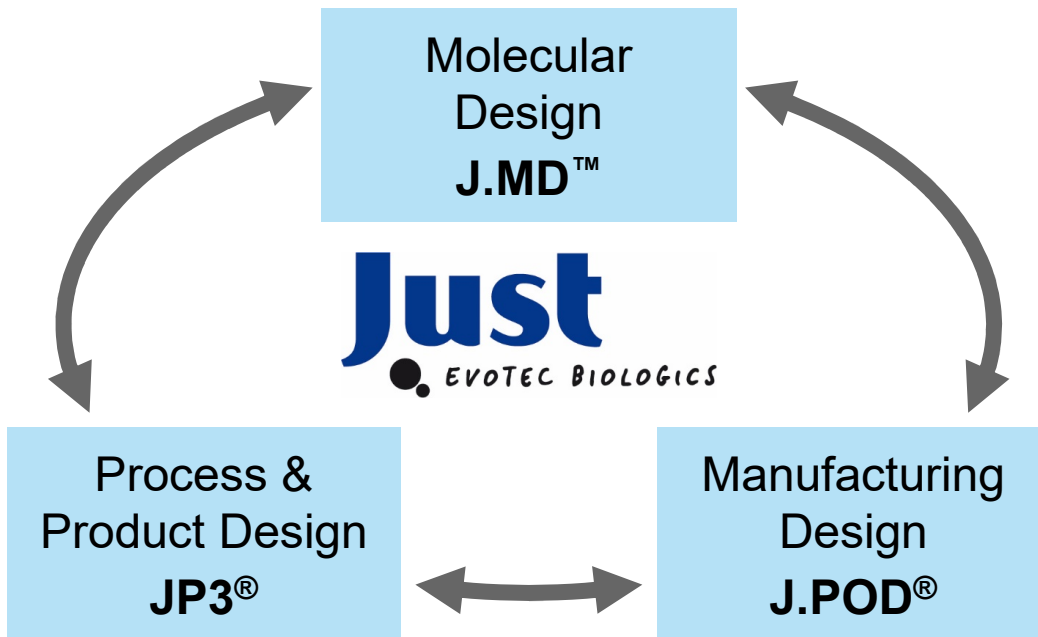 Molecular
Design
J.MD™
Just
EVOTEC BIOLOGICS
Process &
Product Design
JP3®
Manufacturing
Design
J.POD®